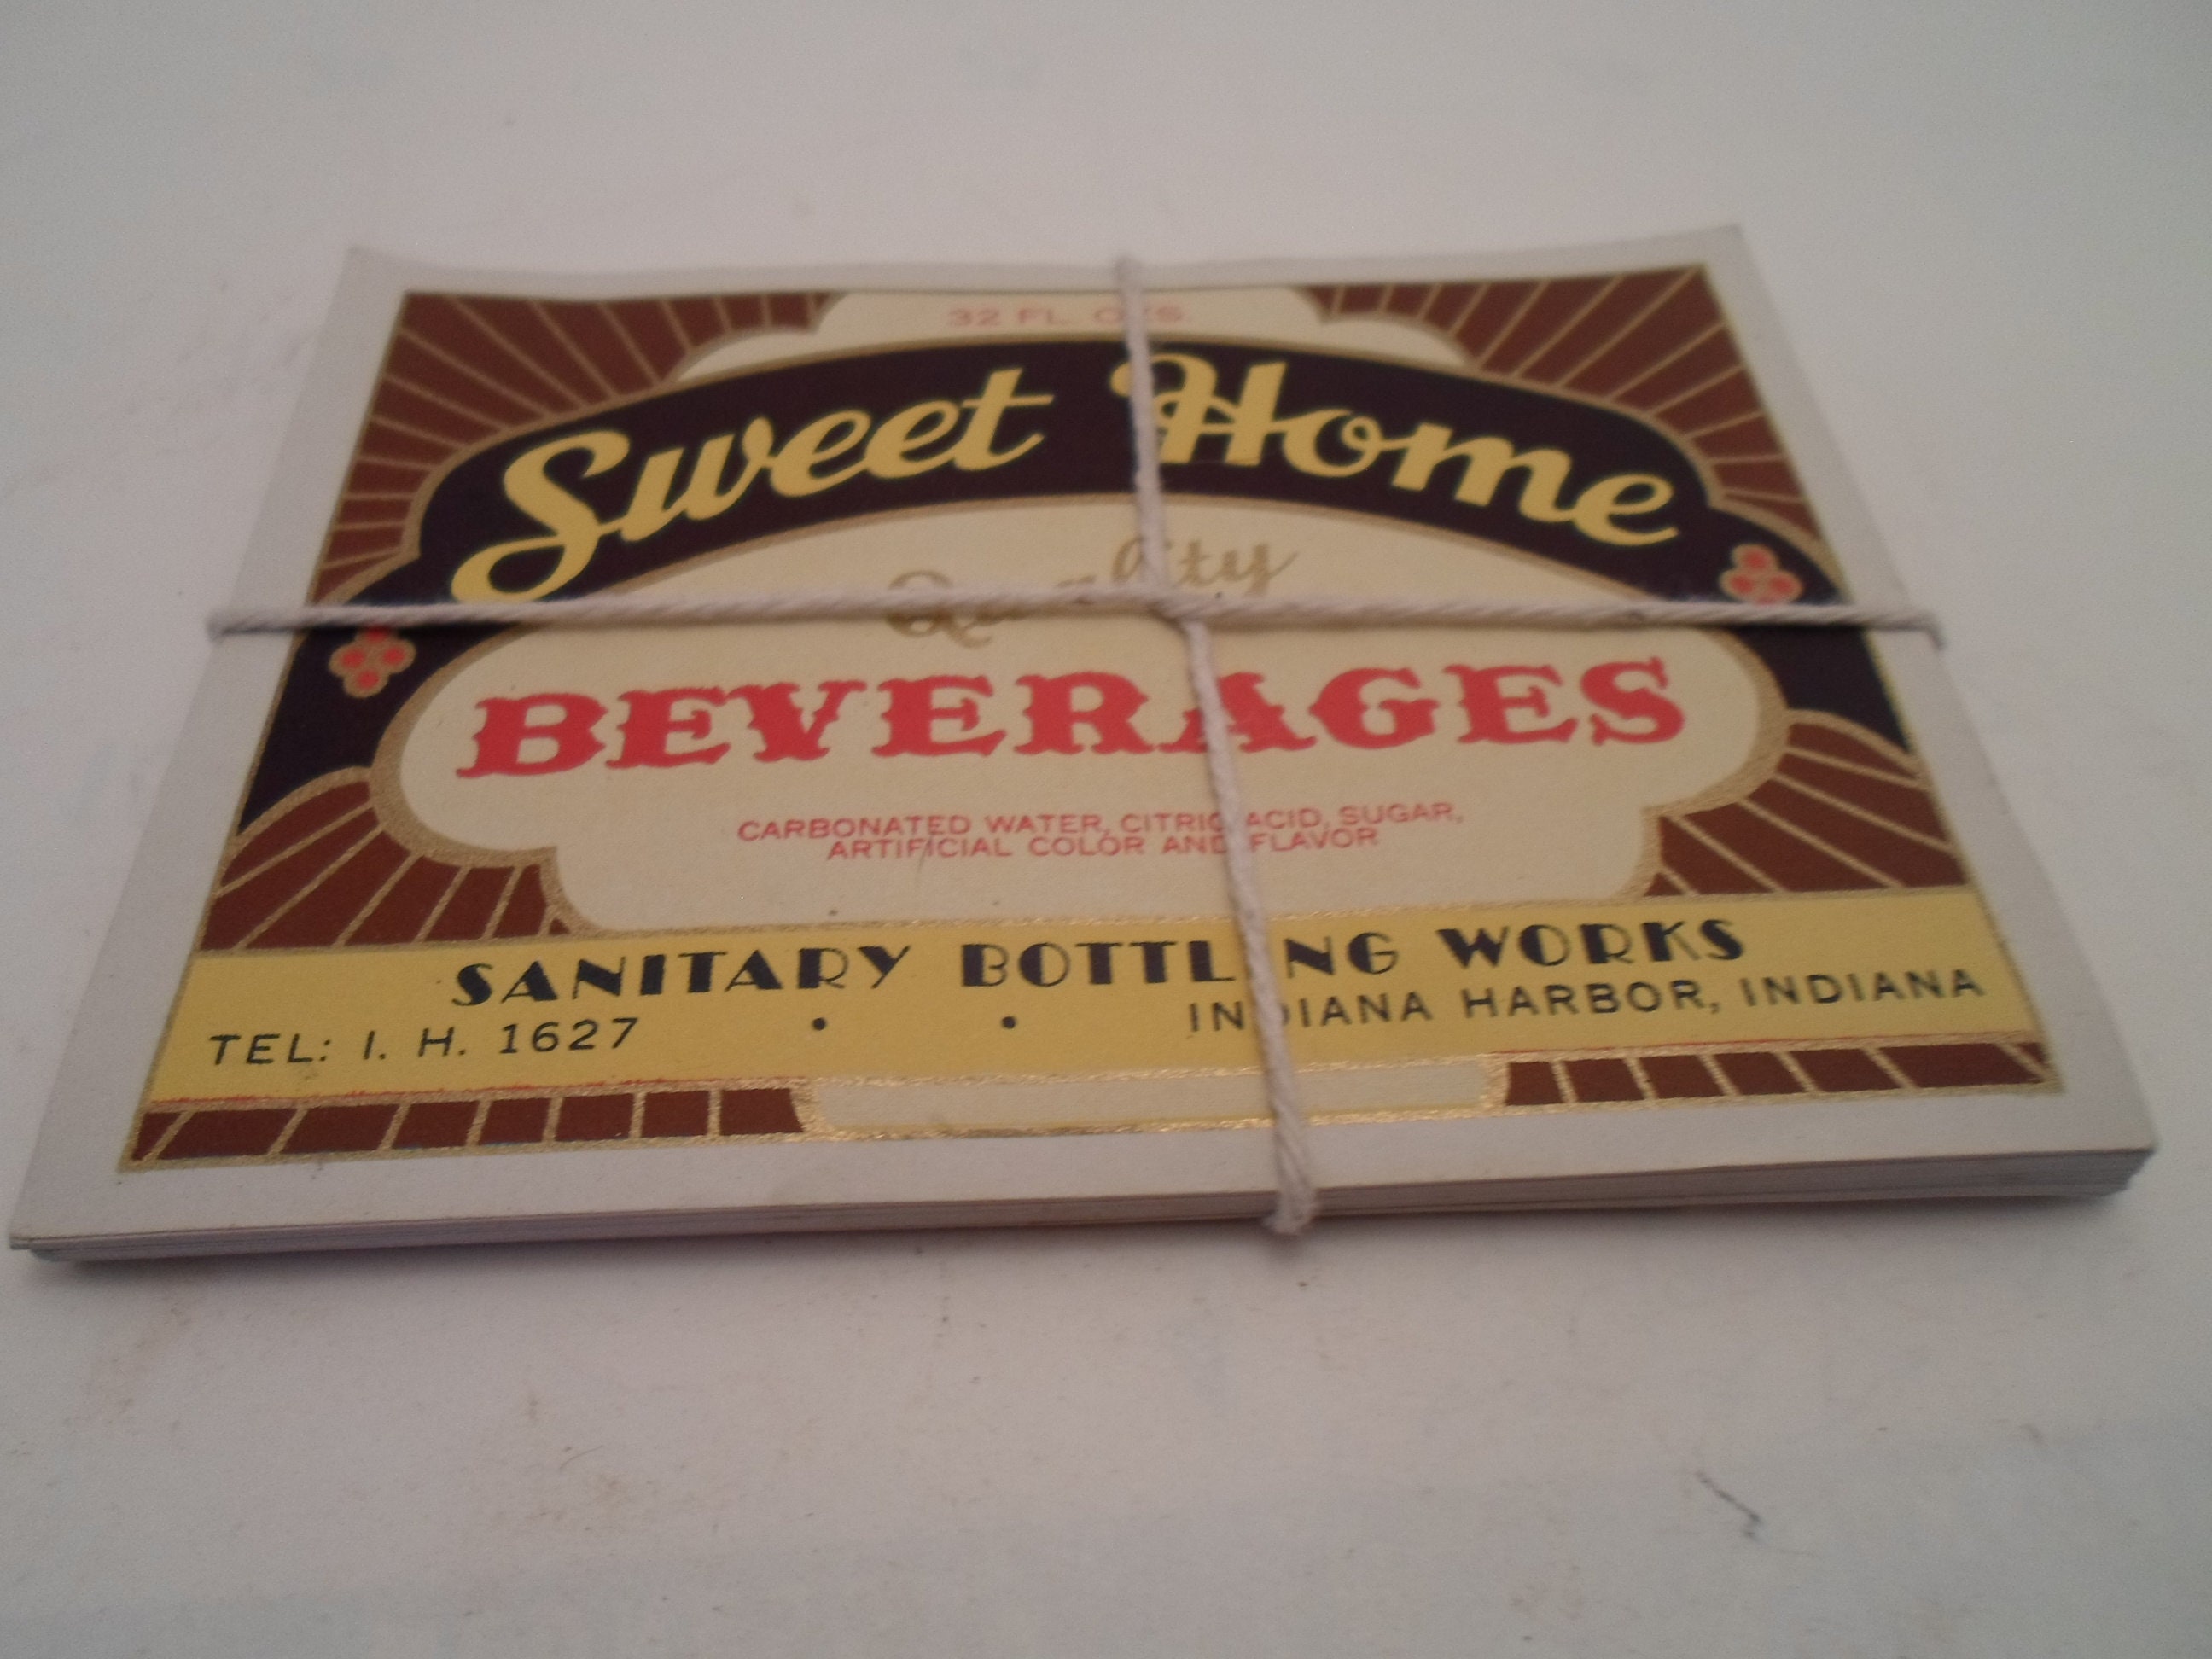 32 FL. OZS.
Sweet Home
Quality
BEVERAGES
CARBONATED WATER, CITRIC ACID, SUGAR,
ARTIFICIAL COLOR AND FLAVOR
SANITARY BOTTLING WORKS
TEL: I. H. 1627 • • INDIANA HARBOR, INDIANA